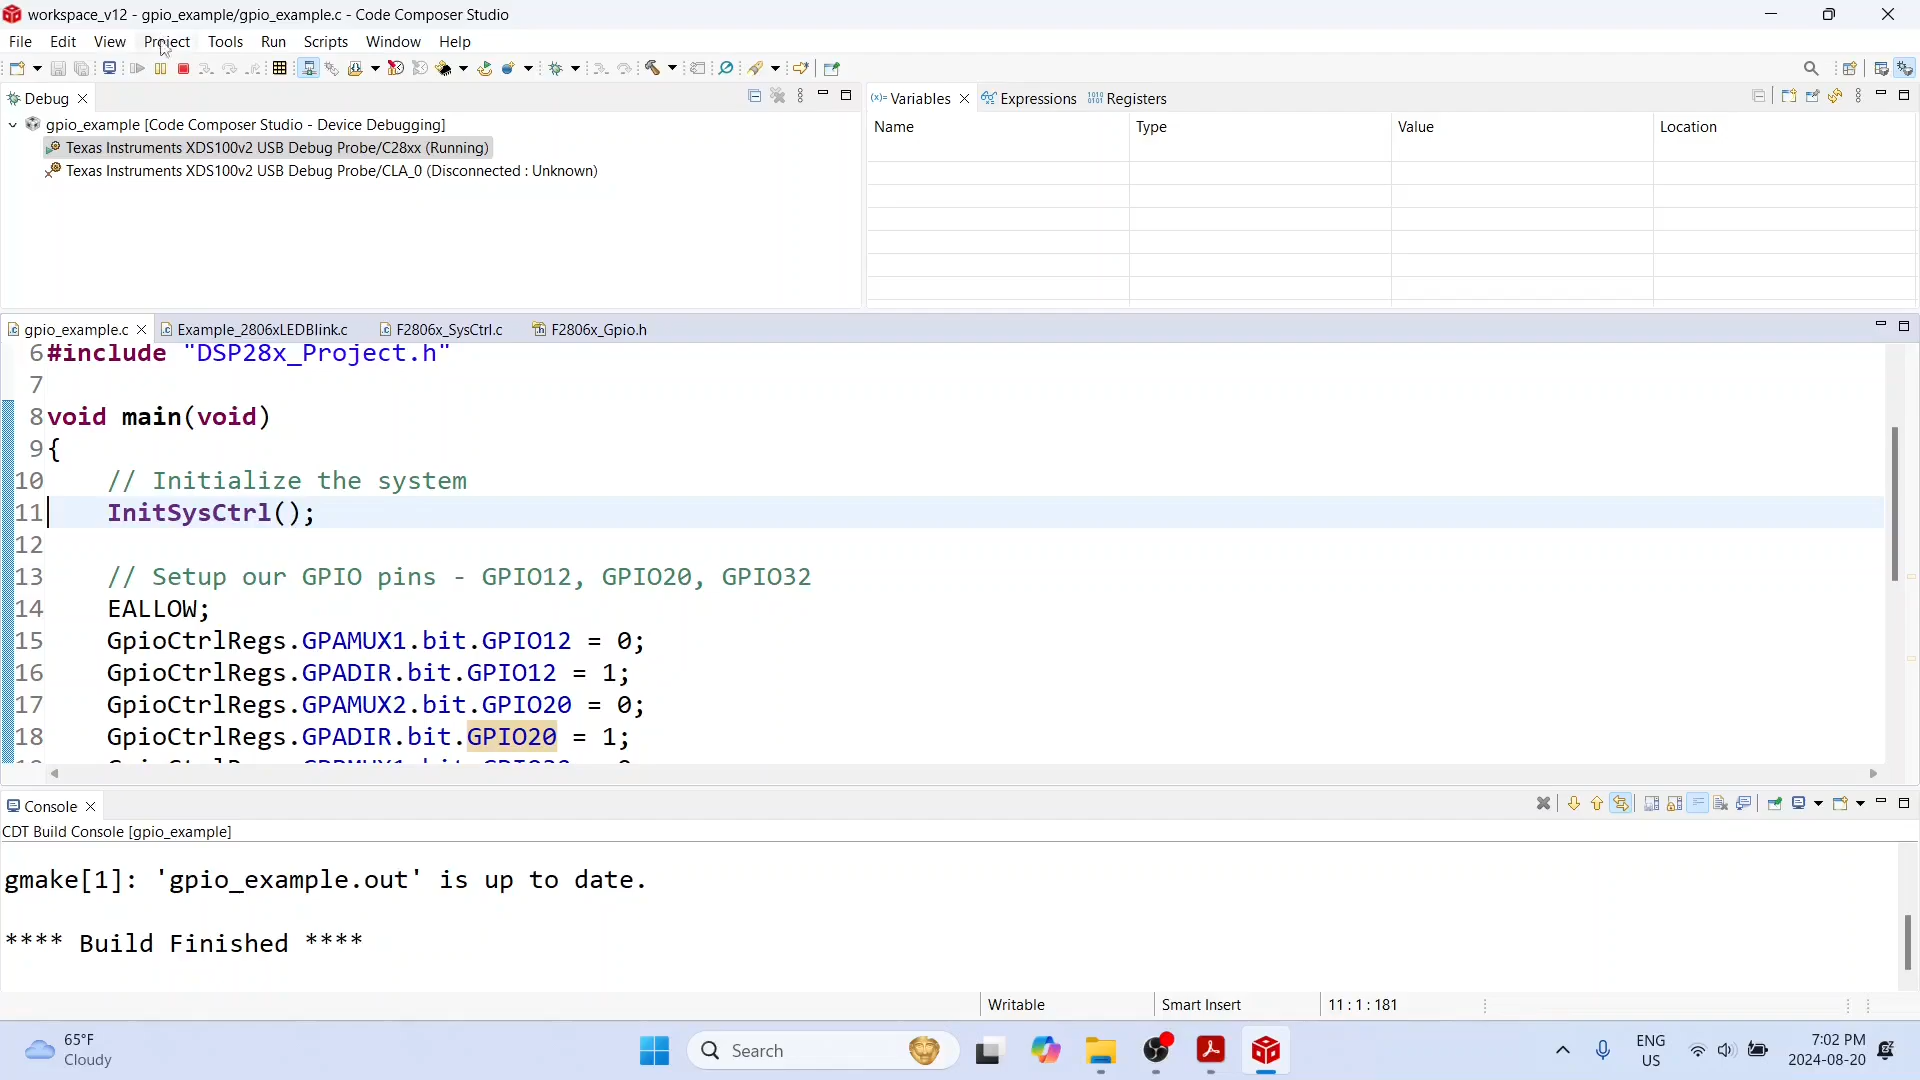 workspace_v12 - gpio_example/gpio_example.c - Code Composer Studio
File Edit View Project Tools Run Scripts Window Help
Debug
gpio_example [Code Composer Studio - Device Debugging]
Texas Instruments XDS100v2 USB Debug Probe/C28xx (Running)
Texas Instruments XDS100v2 USB Debug Probe/CLA_0 (Disconnected : Unknown)
(x)= Variables Expressions Registers
Name Type Value Location
gpio_example.c Example_2806xLEDBlink.c F2806x_SysCtrl.c F2806x_Gpio.h
6 #include "DSP28x_Project.h"
7
8 void main(void)
9 {
10 // Initialize the system
11 InitSysCtrl();
12
13 // Setup our GPIO pins - GPIO12, GPIO20, GPIO32
14 EALLOW;
15 GpioCtrlRegs.GPAMUX1.bit.GPIO12 = 0;
16 GpioCtrlRegs.GPADIR.bit.GPIO12 = 1;
17 GpioCtrlRegs.GPAMUX2.bit.GPIO20 = 0;
18 GpioCtrlRegs.GPADIR.bit.GPIO20 = 1;
Console
CDT Build Console [gpio_example]
gmake[1]: 'gpio_example.out' is up to date.
**** Build Finished ****
Writable Smart Insert 11 : 1 : 181
65°F
Cloudy
Search
ENG
US
7:02 PM
2024-08-20